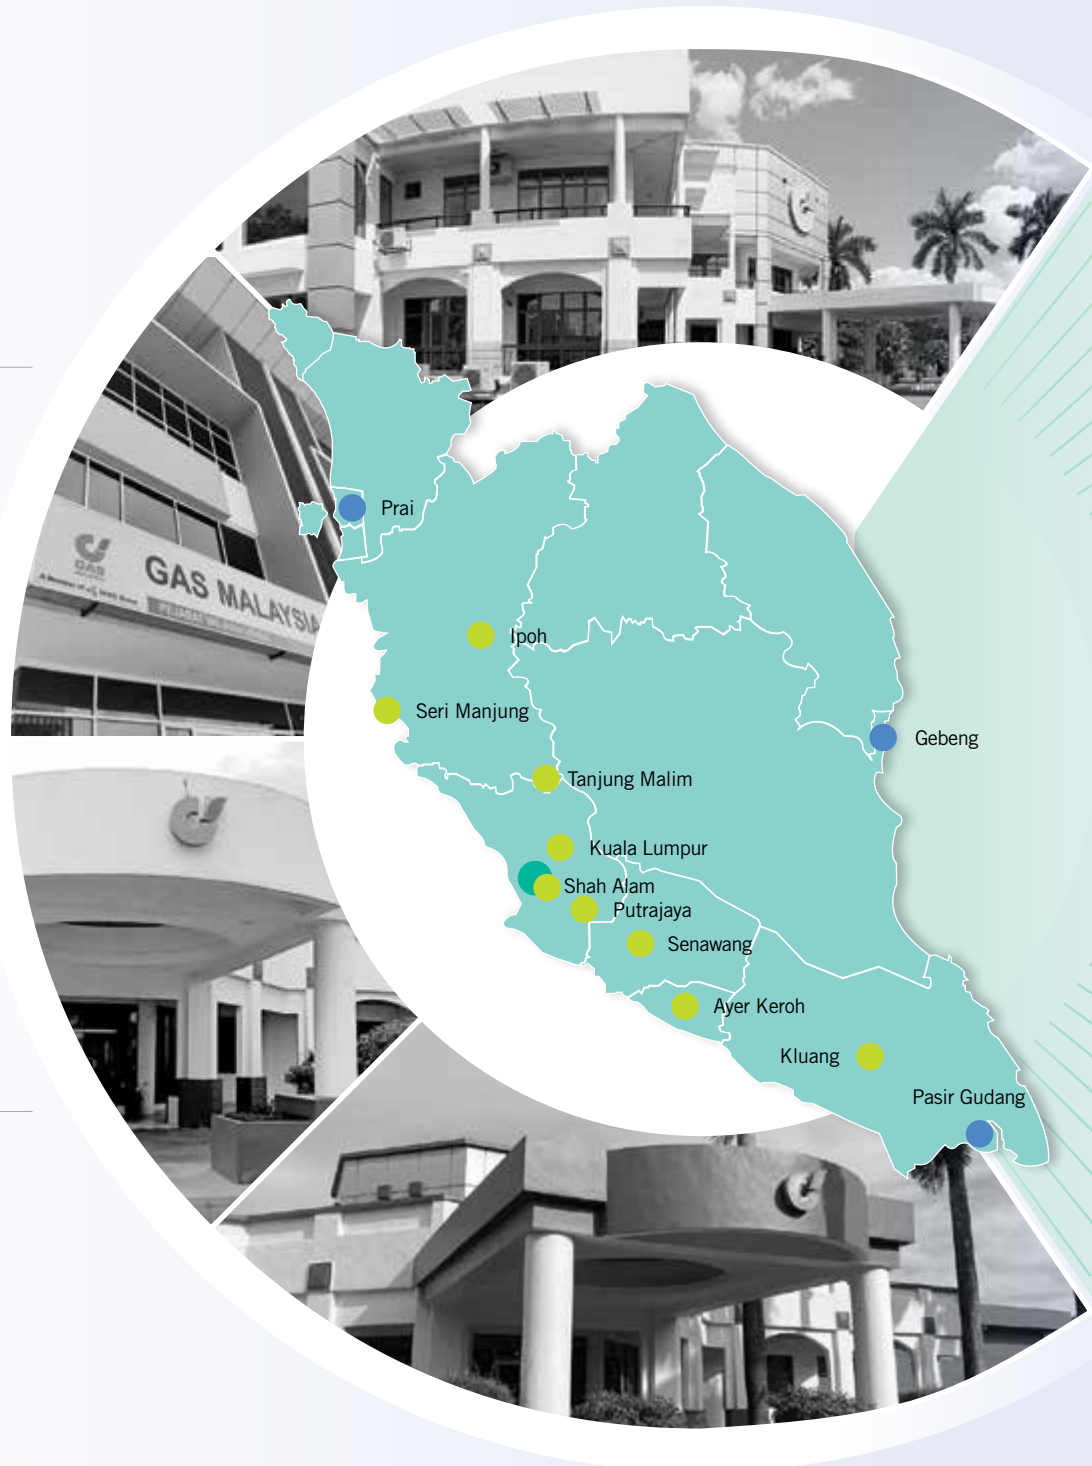 GAS
GAS MALAYSIA
Prai
Ipoh
Seri Manjung
Gebeng
Tanjung Malim
Kuala Lumpur
Shah Alam
Putrajaya
Senawang
Ayer Keroh
Kluang
Pasir Gudang